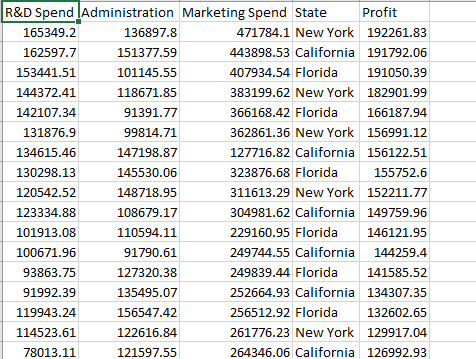 R&D Spend Administration Marketing Spend State Profit
165349.2 136897.8 471784.1 New York 192261.83
162597.7 151377.59 443898.53 California 191792.06
153441.51 101145.55 407934.54 Florida 191050.39
144372.41 118671.85 383199.62 New York 182901.99
142107.34 91391.77 366168.42 Florida 166187.94
131876.9 99814.71 362861.36 New York 156991.12
134615.46 147198.87 127716.82 California 156122.51
130298.13 145530.06 323876.68 Florida 155752.6
120542.52 148718.95 311613.29 New York 152211.77
123334.88 108679.17 304981.62 California 149759.96
101913.08 110594.11 229160.95 Florida 146121.95
100671.96 91790.61 249744.55 California 144259.4
93863.75 127320.38 249839.44 Florida 141585.52
91992.39 135495.07 252664.93 California 134307.35
119943.24 156547.42 256512.92 Florida 132602.65
114523.61 122616.84 261776.23 New York 129917.04
78013.11 121597.55 264346.06 California 126992.93